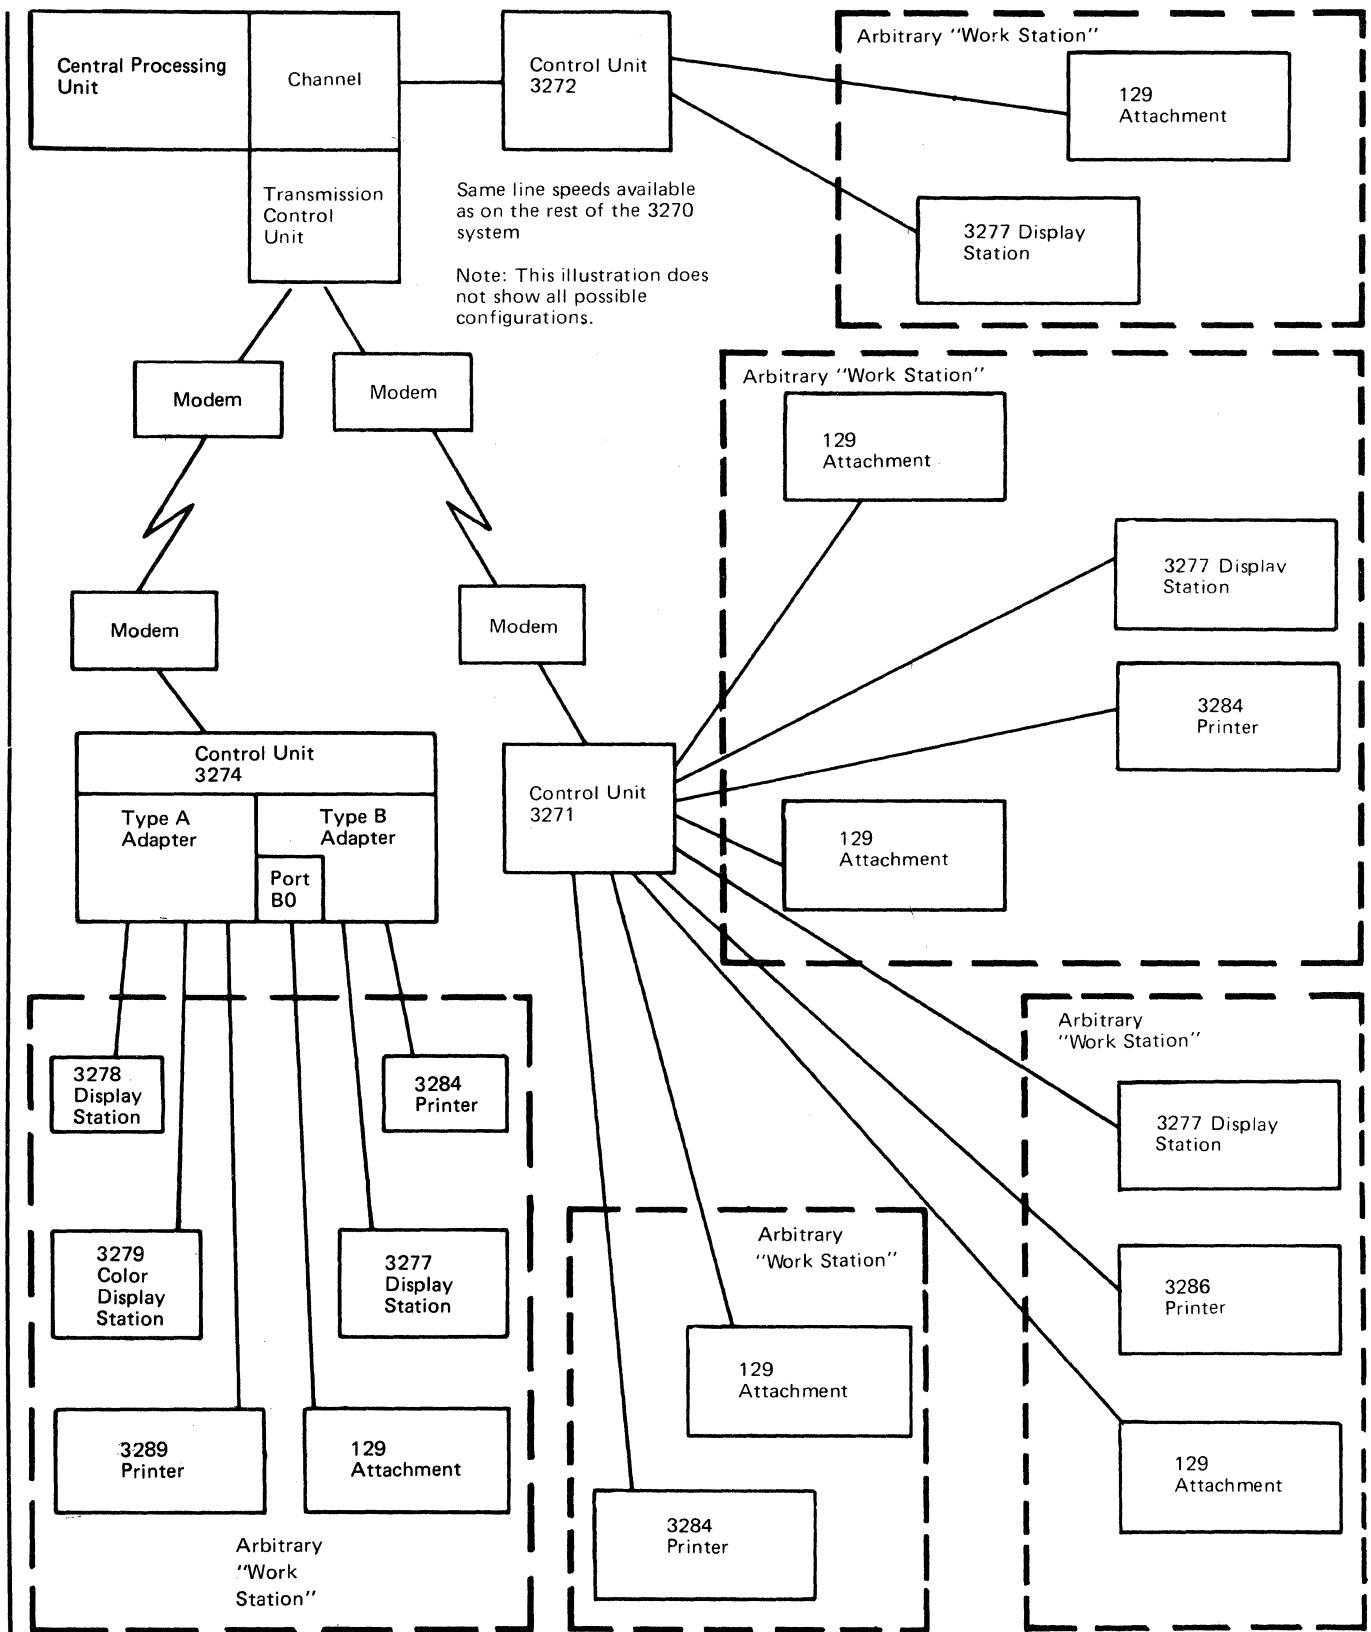 Central Processing
Unit
Channel
Control Unit
3272
Arbitrary "Work Station"
129
Attachment
3277 Display
Station
Transmission
Control
Unit
Same line speeds available
as on the rest of the 3270
system
Note: This illustration does
not show all possible
configurations.
Modem
Modem
Arbitrary "Work Station"
129
Attachment
3277 Display
Station
3284
Printer
129
Attachment
Modem
Modem
Control Unit
3274
Type A
Adapter
Type B
Adapter
Port
B0
Control Unit
3271
3278
Display
Station
3284
Printer
3279
Color
Display
Station
3277
Display
Station
3289
Printer
129
Attachment
Arbitrary
"Work
Station"
Arbitrary
"Work Station"
129
Attachment
3284
Printer
Arbitrary
"Work Station"
3277 Display
Station
3286
Printer
129
Attachment